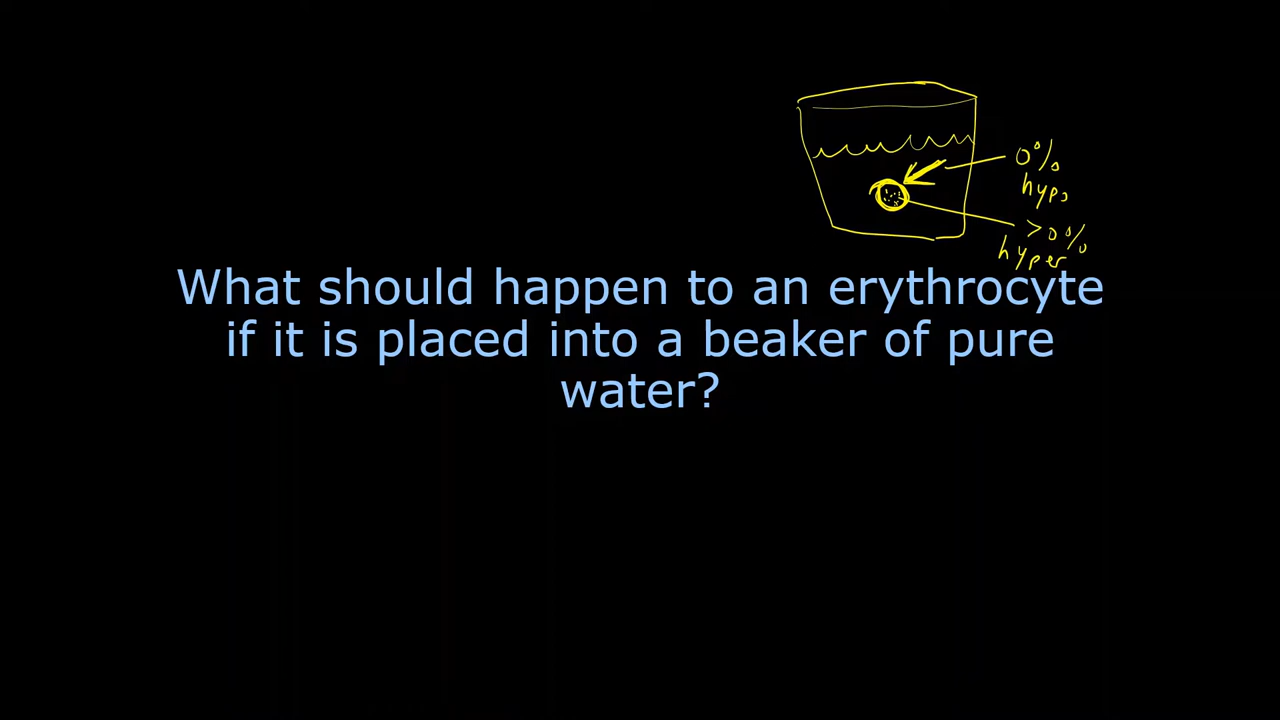 0%
hypo
>0%
hyper
What should happen to an erythrocyte
if it is placed into a beaker of pure
water?